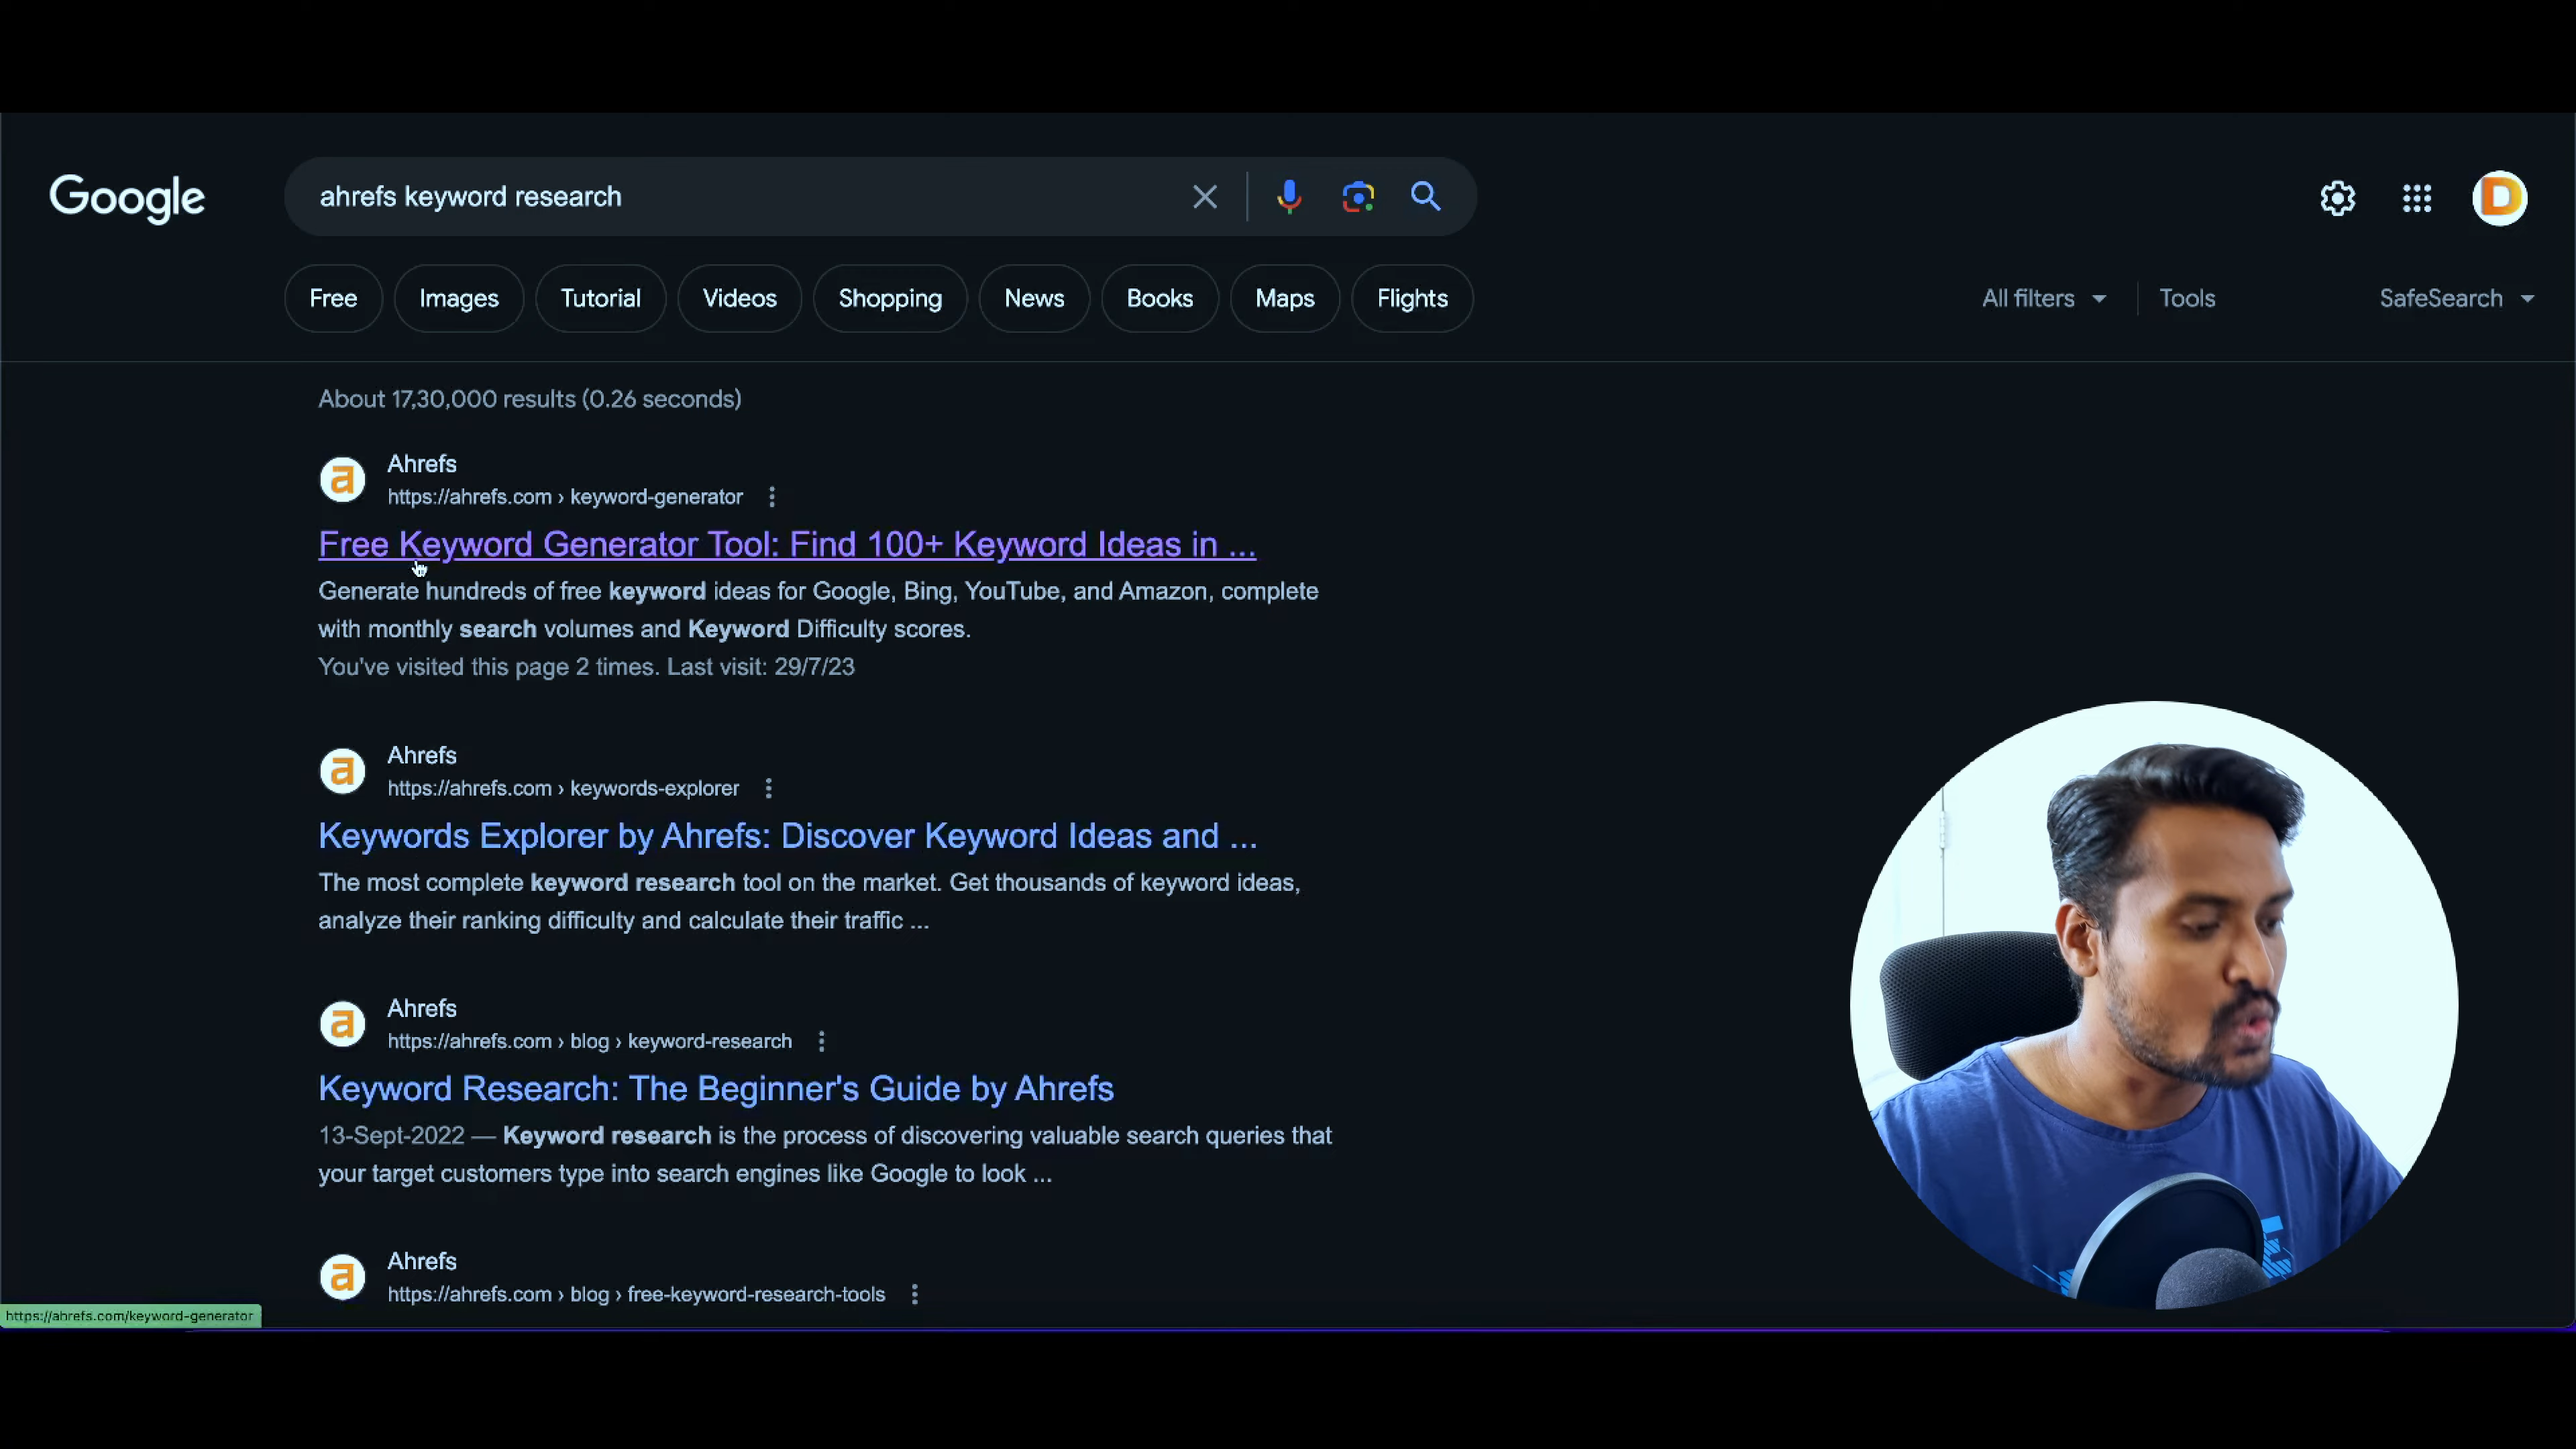 Google
ahrefs keyword research
Free Images Tutorial Videos Shopping News Books Maps Flights All filters Tools SafeSearch
About 17,30,000 results (0.26 seconds)
a Ahrefs
https://ahrefs.com › keyword-generator
Free Keyword Generator Tool: Find 100+ Keyword Ideas in ...
Generate hundreds of free keyword ideas for Google, Bing, YouTube, and Amazon, complete
with monthly search volumes and Keyword Difficulty scores.
You've visited this page 2 times. Last visit: 29/7/23
a Ahrefs
https://ahrefs.com › keywords-explorer
Keywords Explorer by Ahrefs: Discover Keyword Ideas and ...
The most complete keyword research tool on the market. Get thousands of keyword ideas,
analyze their ranking difficulty and calculate their traffic ...
a Ahrefs
https://ahrefs.com › blog › keyword-research
Keyword Research: The Beginner's Guide by Ahrefs
13-Sept-2022 — Keyword research is the process of discovering valuable search queries that
your target customers type into search engines like Google to look ...
a Ahrefs
https://ahrefs.com › blog › free-keyword-research-tools
https://ahrefs.com/keyword-generator
D